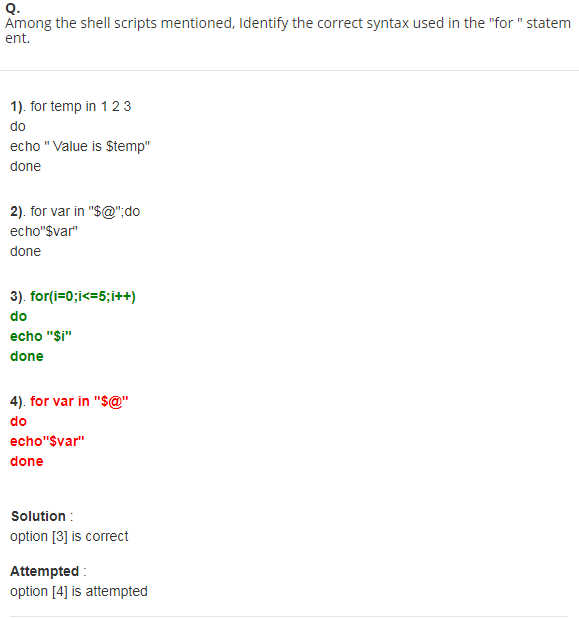 Q.
Among the shell scripts mentioned, Identify the correct syntax used in the "for " statem
ent.
1). for temp in 1 2 3
do
echo " Value is $temp"
done
2). for var in "$@";do
echo"$var"
done
3). for(i=0;i<=5;i++)
do
echo "$i"
done
4). for var in "$@"
do
echo"$var"
done
Solution :
option [3] is correct
Attempted :
option [4] is attempted